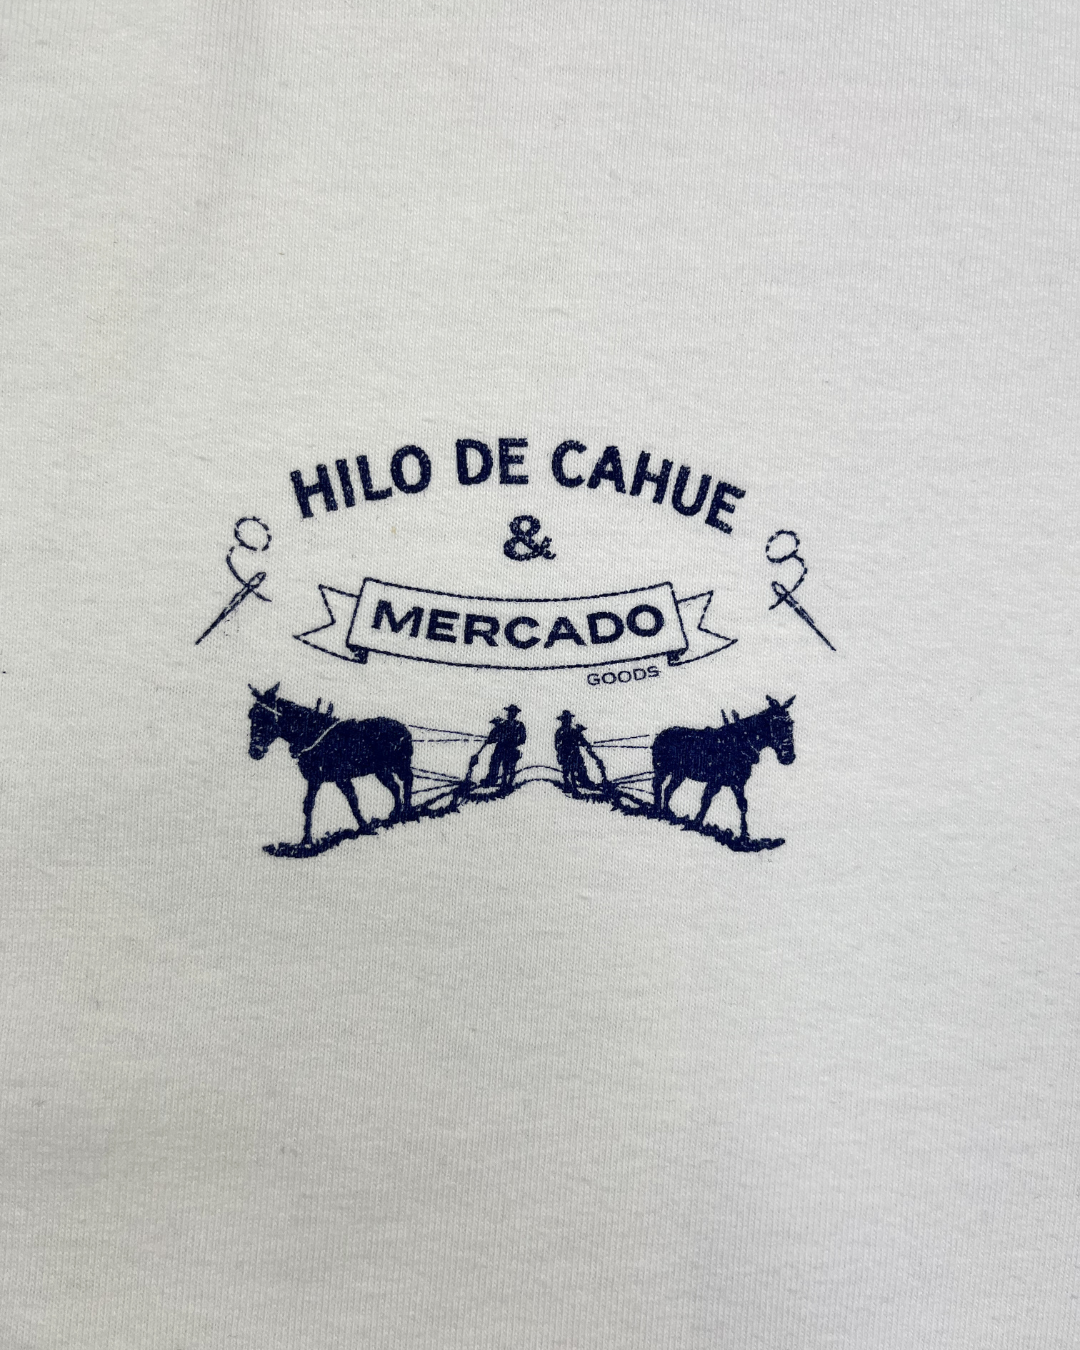 HILO DE CAHUE
&
MERCADO
GOODS